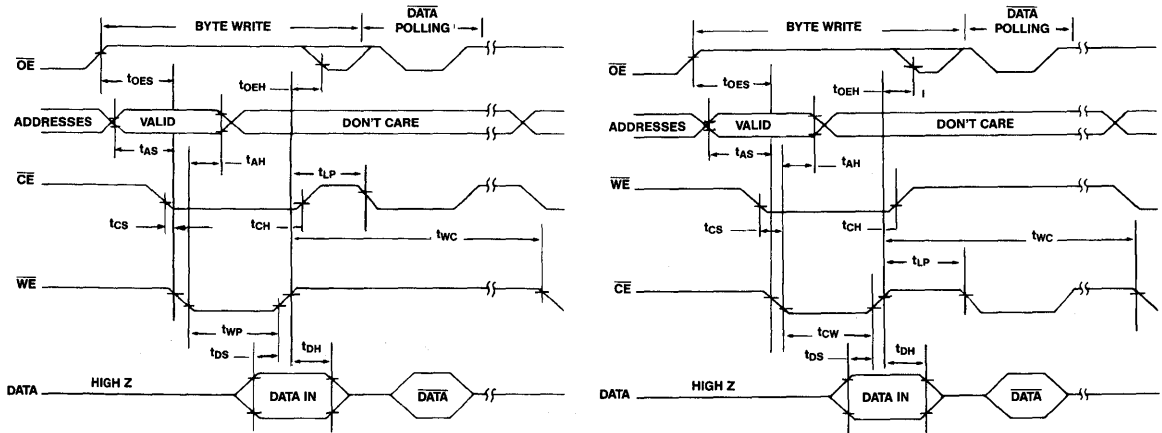 BYTE WRITE
DATA
POLLING
OE
tOES
tOEH
ADDRESSES
VALID
DON'T CARE
tAS
tAH
CE
tLP
tCS
tCH
tWC
WE
tWP
tDS
tDH
DATA
HIGH Z
DATA IN
DATA
BYTE WRITE
DATA
POLLING
OE
tOES
tOEH
ADDRESSES
VALID
DON'T CARE
tAS
tAH
WE
tCS
tCH
tWC
tLP
CE
tCW
tDS
tDH
DATA
HIGH Z
DATA IN
DATA